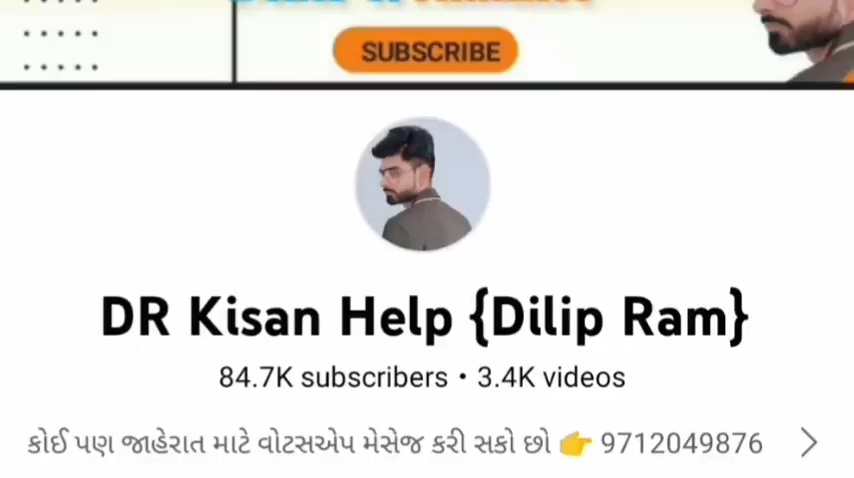 SUBSCRIBE
DR Kisan Help {Dilip Ram}
84.7K subscribers • 3.4K videos
કોઈ પણ જાહેરાત માટે વોટસએપ મેસેજ કરી સકો છો 👉 9712049876